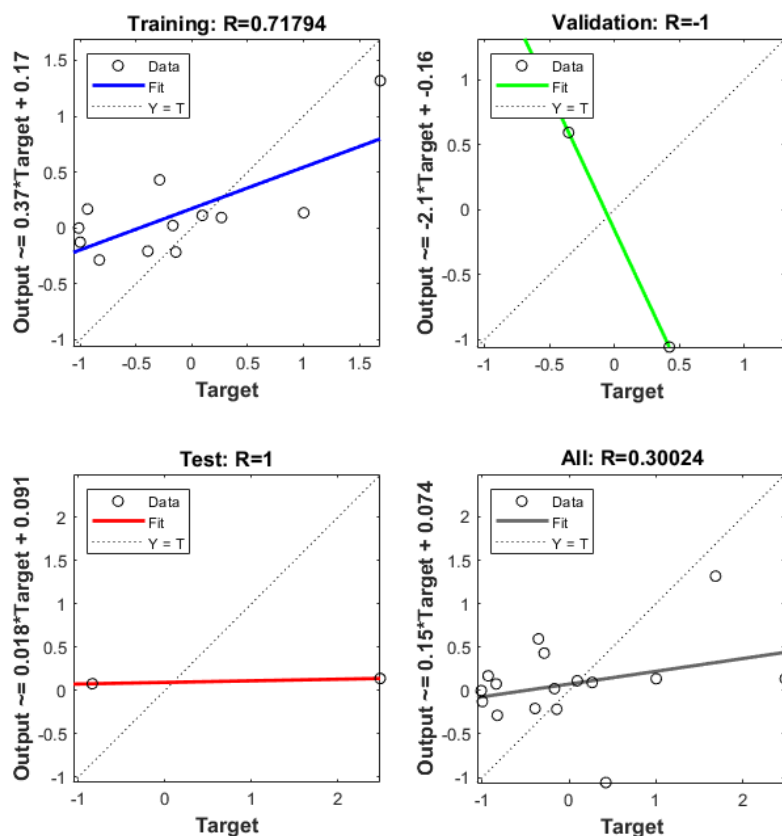 Training: R=0.71794
Output ~= 0.37*Target + 0.17
Data
Fit
Y = T
1.5
1
0.5
0
-0.5
-1
-1 -0.5 0 0.5 1 1.5
Target
Validation: R=-1
Output ~= -2.1*Target + -0.16
Data
Fit
Y = T
1
0.5
0
-0.5
-1
-1 -0.5 0 0.5 1
Target
Test: R=1
Output ~= 0.018*Target + 0.091
Data
Fit
Y = T
2
1.5
1
0.5
0
-0.5
-1
-1 0 1 2
Target
All: R=0.30024
Output ~= 0.15*Target + 0.074
Data
Fit
Y = T
2
1.5
1
0.5
0
-0.5
-1
-1 0 1 2
Target